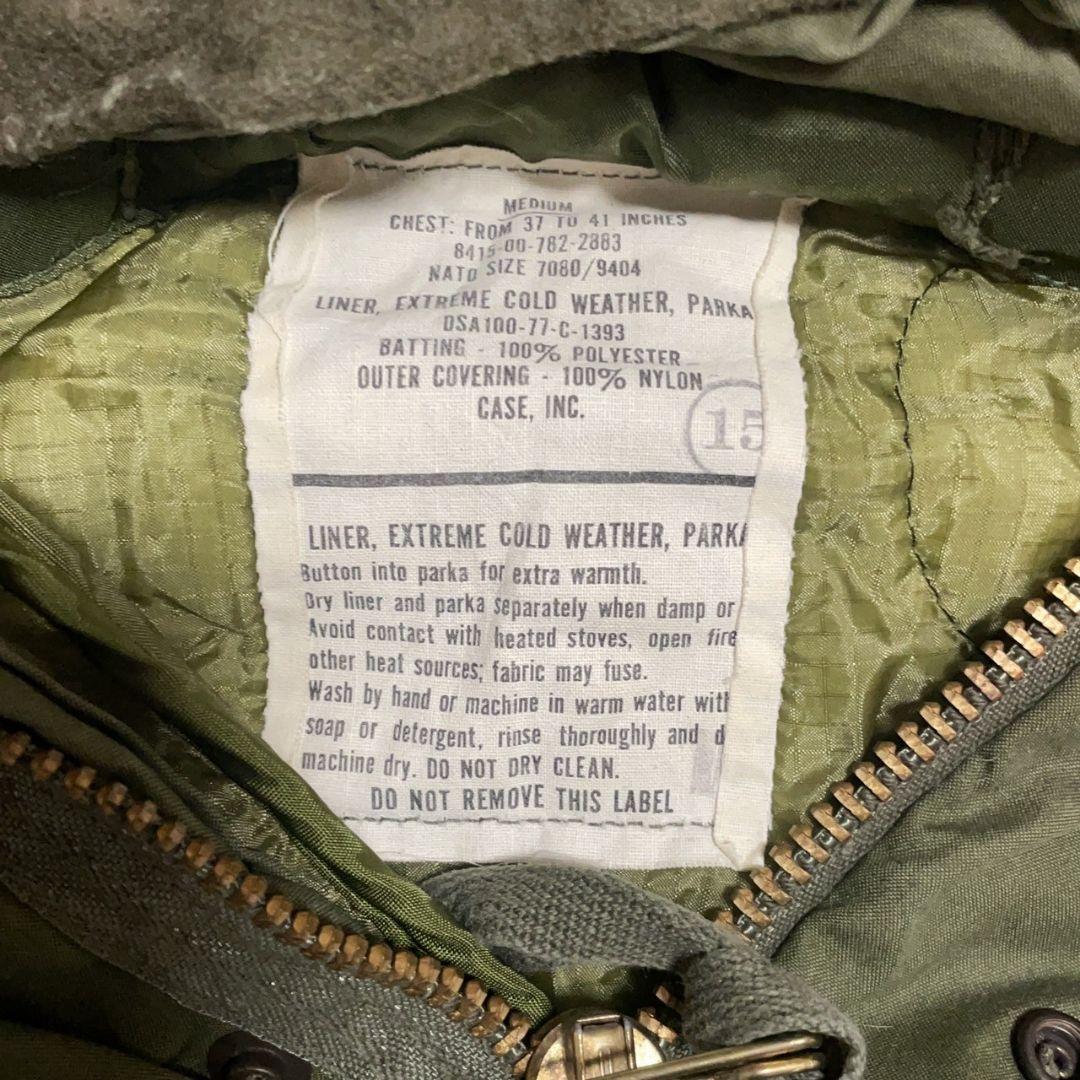 MEDIUM
CHEST: FROM 37 TO 41 INCHES
8415-00-782-2883
NATO SIZE 7080/9404
LINER, EXTREME COLD WEATHER, PARKA
DSA100-77-C-1393
BATTING - 100% POLYESTER
OUTER COVERING - 100% NYLON
CASE, INC.
15
LINER, EXTREME COLD WEATHER, PARKA
Button into parka for extra warmth.
Dry liner and parka separately when damp or
Avoid contact with heated stoves, open fire
other heat sources; fabric may fuse.
Wash by hand or machine in warm water with
soap or detergent, rinse thoroughly and d
machine dry. DO NOT DRY CLEAN.
DO NOT REMOVE THIS LABEL